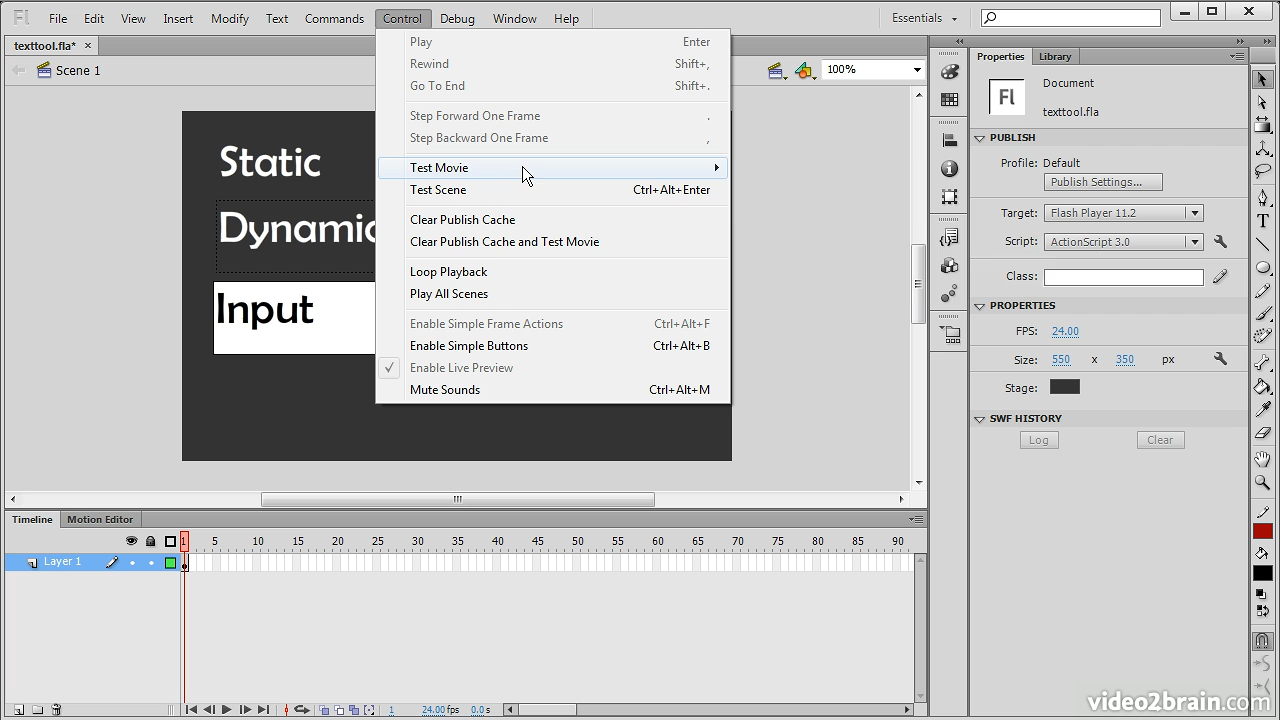 Fl File Edit View Insert Modify Text Commands Control Debug Window Help Essentials
texttool.fla* ×
Scene 1
100%
Static
Dynamic
Input
Play Enter
Rewind Shift+,
Go To End Shift+.
Step Forward One Frame .
Step Backward One Frame ,
Test Movie
Test Scene Ctrl+Alt+Enter
Clear Publish Cache
Clear Publish Cache and Test Movie
Loop Playback
Play All Scenes
Enable Simple Frame Actions Ctrl+Alt+F
Enable Simple Buttons Ctrl+Alt+B
Enable Live Preview
Mute Sounds Ctrl+Alt+M
Properties Library
Fl
Document
texttool.fla
PUBLISH
Profile: Default
Publish Settings...
Target: Flash Player 11.2
Script: ActionScript 3.0
Class:
PROPERTIES
FPS: 24.00
Size: 550 x 350 px
Stage:
SWF HISTORY
Log Clear
T
Timeline Motion Editor
1 5 10 15 20 25 30 35 40 45 50 55 60 65 70 75 80 85 90
Layer 1
1 24.00 fps 0.0 s
video2brain.com